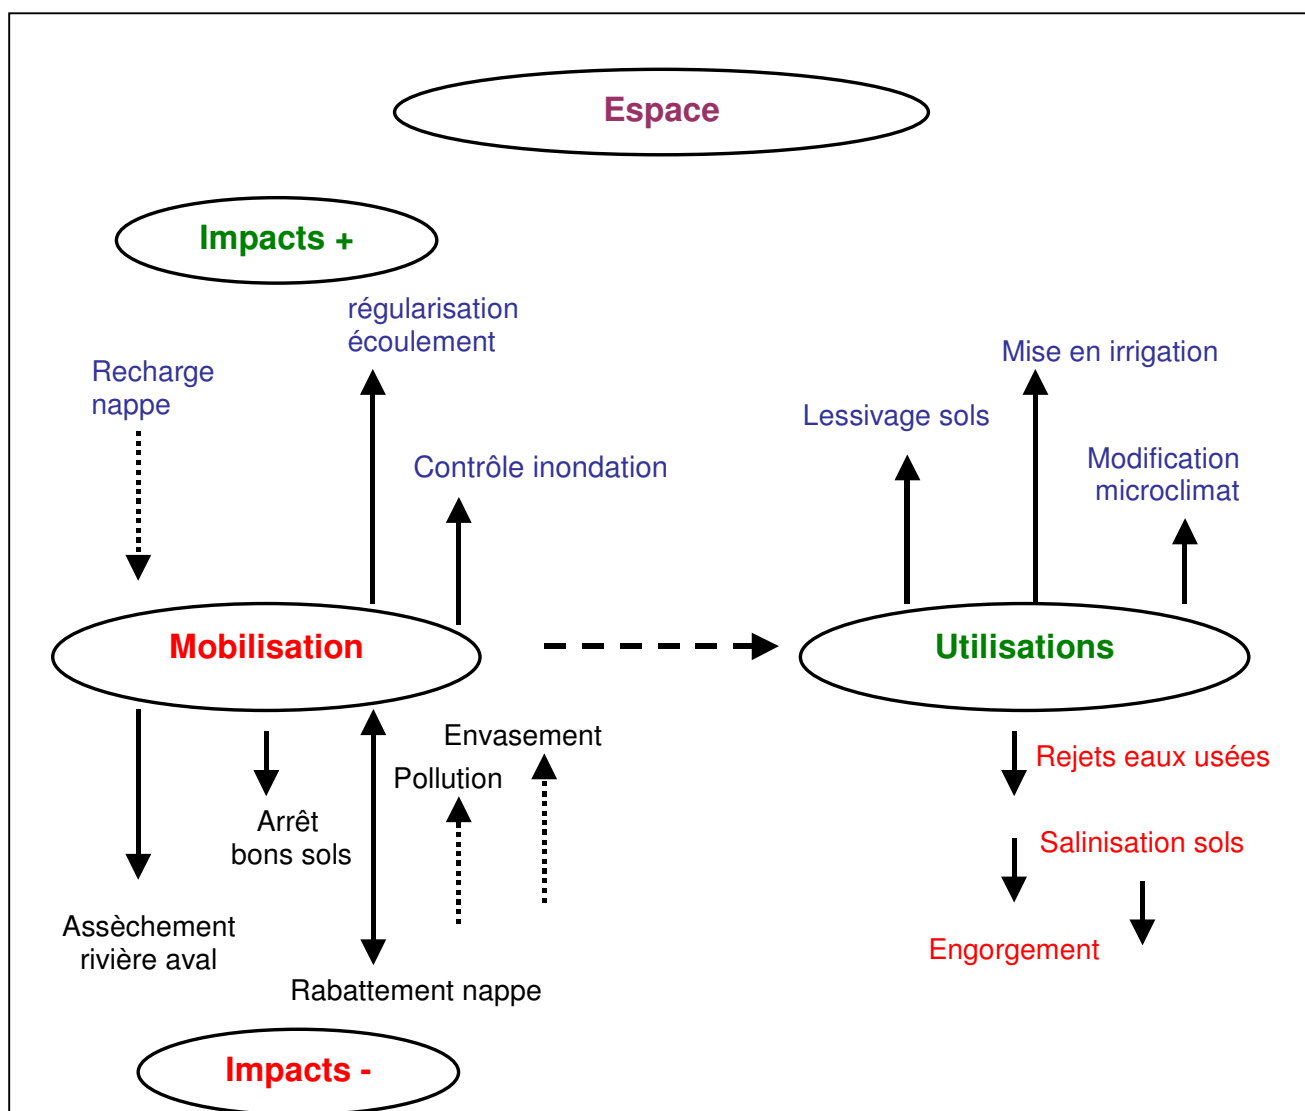 Espace
Impacts +
régularisation
écoulement
Mise en irrigation
Recharge
nappe
Lessivage sols
Contrôle inondation
Modification
microclimat
Mobilisation
Utilisations
Envasement
Rejets eaux usées
Pollution
Arrêt
bons sols
Salinisation sols
Assèchement
rivière aval
Engorgement
Rabattement nappe
Impacts -